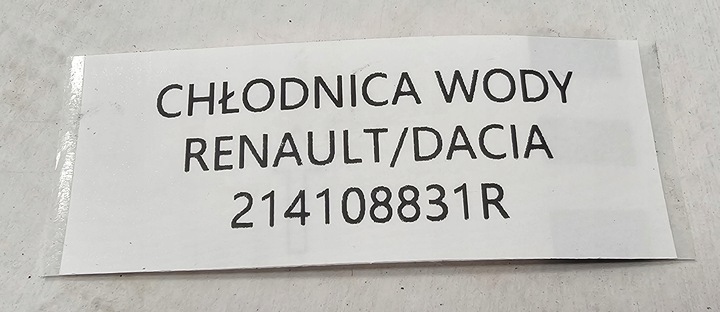 CHŁODNICA WODY
RENAULT/DACIA
214108831R